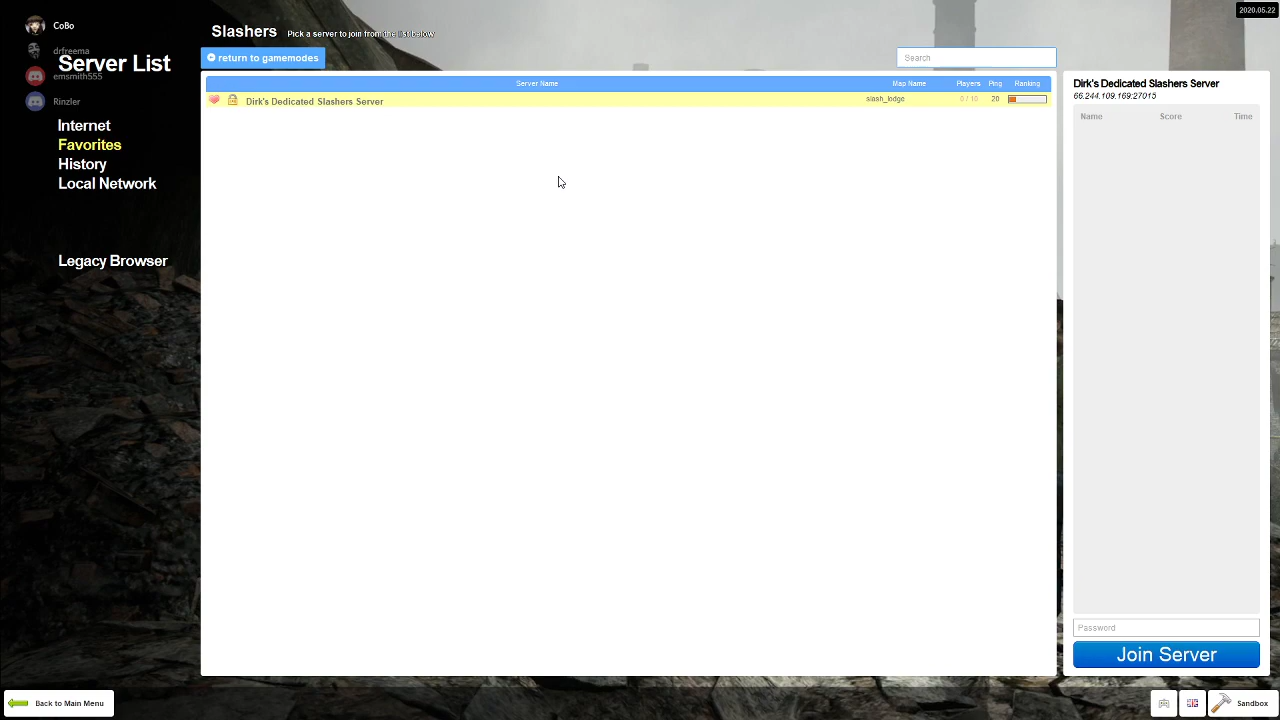 CoBo
drfreema
Server List
emsmith555
Rinzler
Internet
Favorites
History
Local Network
Legacy Browser
Slashers Pick a server to join from the list below
2020.05.22
return to gamemodes
Search
Server Name Map Name Players Ping Ranking
Dirk's Dedicated Slashers Server slash_lodge 0 / 10 20
Dirk's Dedicated Slashers Server
66.244.109.169:27015
Name Score Time
Password
Join Server
Back to Main Menu
Sandbox